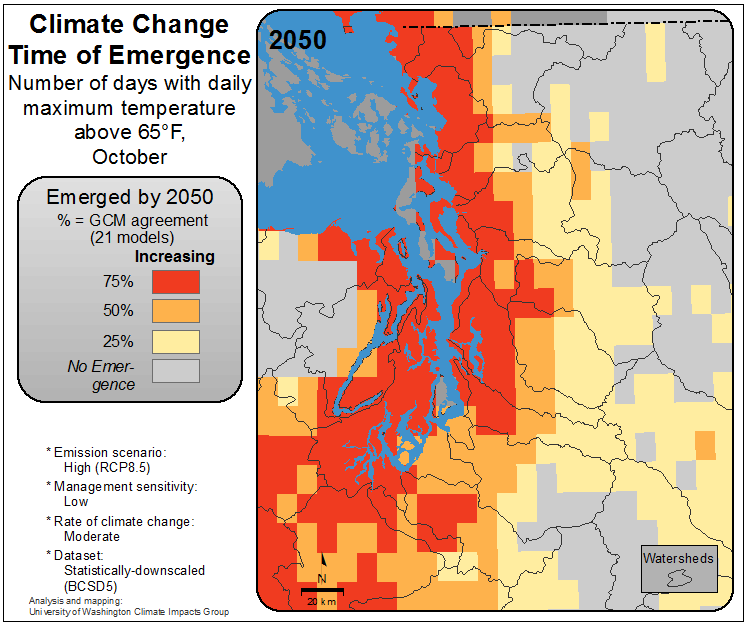 Climate Change
Time of Emergence
Number of days with daily
maximum temperature
above 65°F,
October
Emerged by 2050
% = GCM agreement
(21 models)
Increasing
75%
50%
25%
No Emer-
gence
* Emission scenario:
High (RCP8.5)
* Management sensitivity:
Low
* Rate of climate change:
Moderate
* Dataset:
Statistically-downscaled
(BCSD5)
Analysis and mapping:
University of Washington Climate Impacts Group
2050
N
20 km
Watersheds